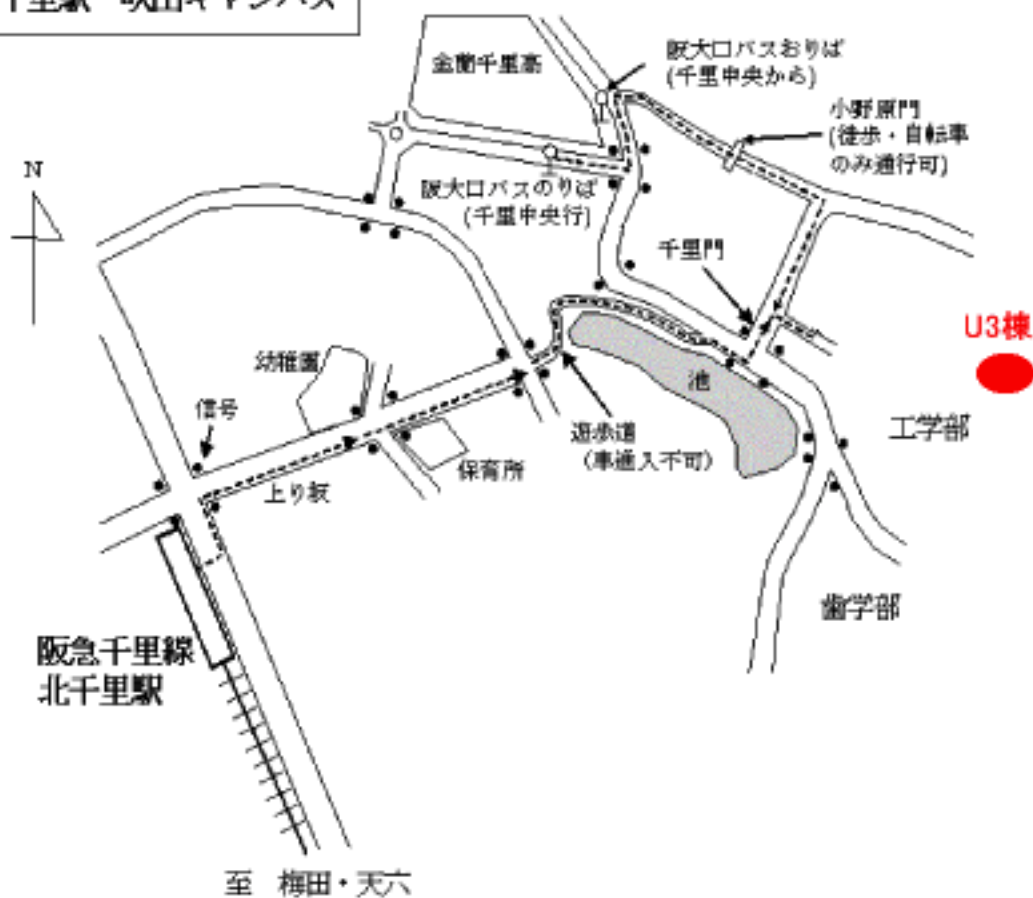 千里駅 吹田キャンパス
金蘭千里高
阪大口バスおりば
(千里中央から)
小野原門
(徒歩・自転車
のみ通行可)
N
阪大口バスのりば
(千里中央行)
千里門
U3棟
幼稚園
池
信号
工学部
遊歩道
(車進入不可)
保育所
上り坂
歯学部
阪急千里線
北千里駅
至 梅田・天六